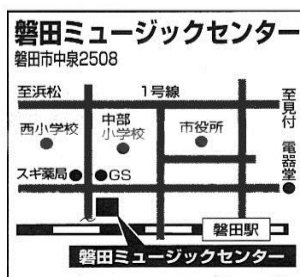 磐田ミュージックセンター
磐田市中泉2508
至浜松
1号線
至見付
西小学校
中部
小学校
市役所
電器堂
スギ薬局
GS
磐田駅
磐田ミュージックセンター